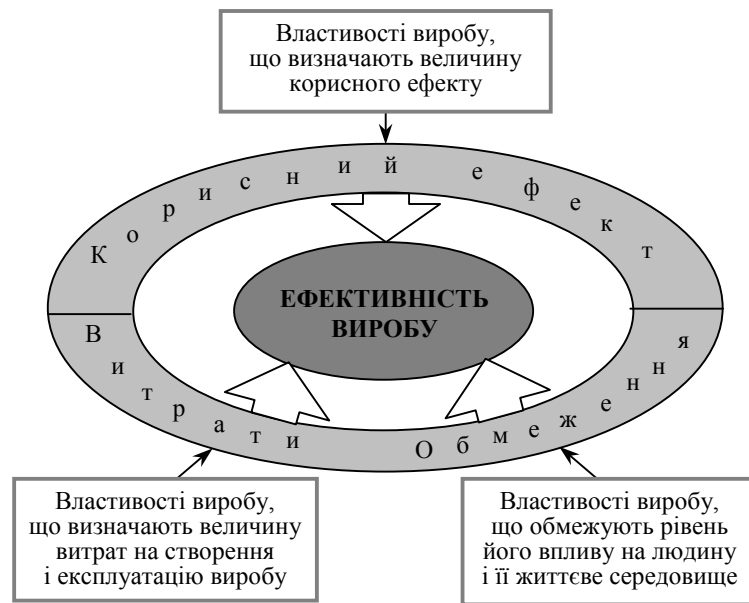 Властивості виробу,
що визначають величину
корисного ефекту
Корисний ефект
ЕФЕКТИВНІСТЬ
ВИРОБУ
Витрати
Обмеження
Властивості виробу,
що визначають величину
витрат на створення
і експлуатацію виробу
Властивості виробу,
що обмежують рівень
його впливу на людину
і її життєве середовище